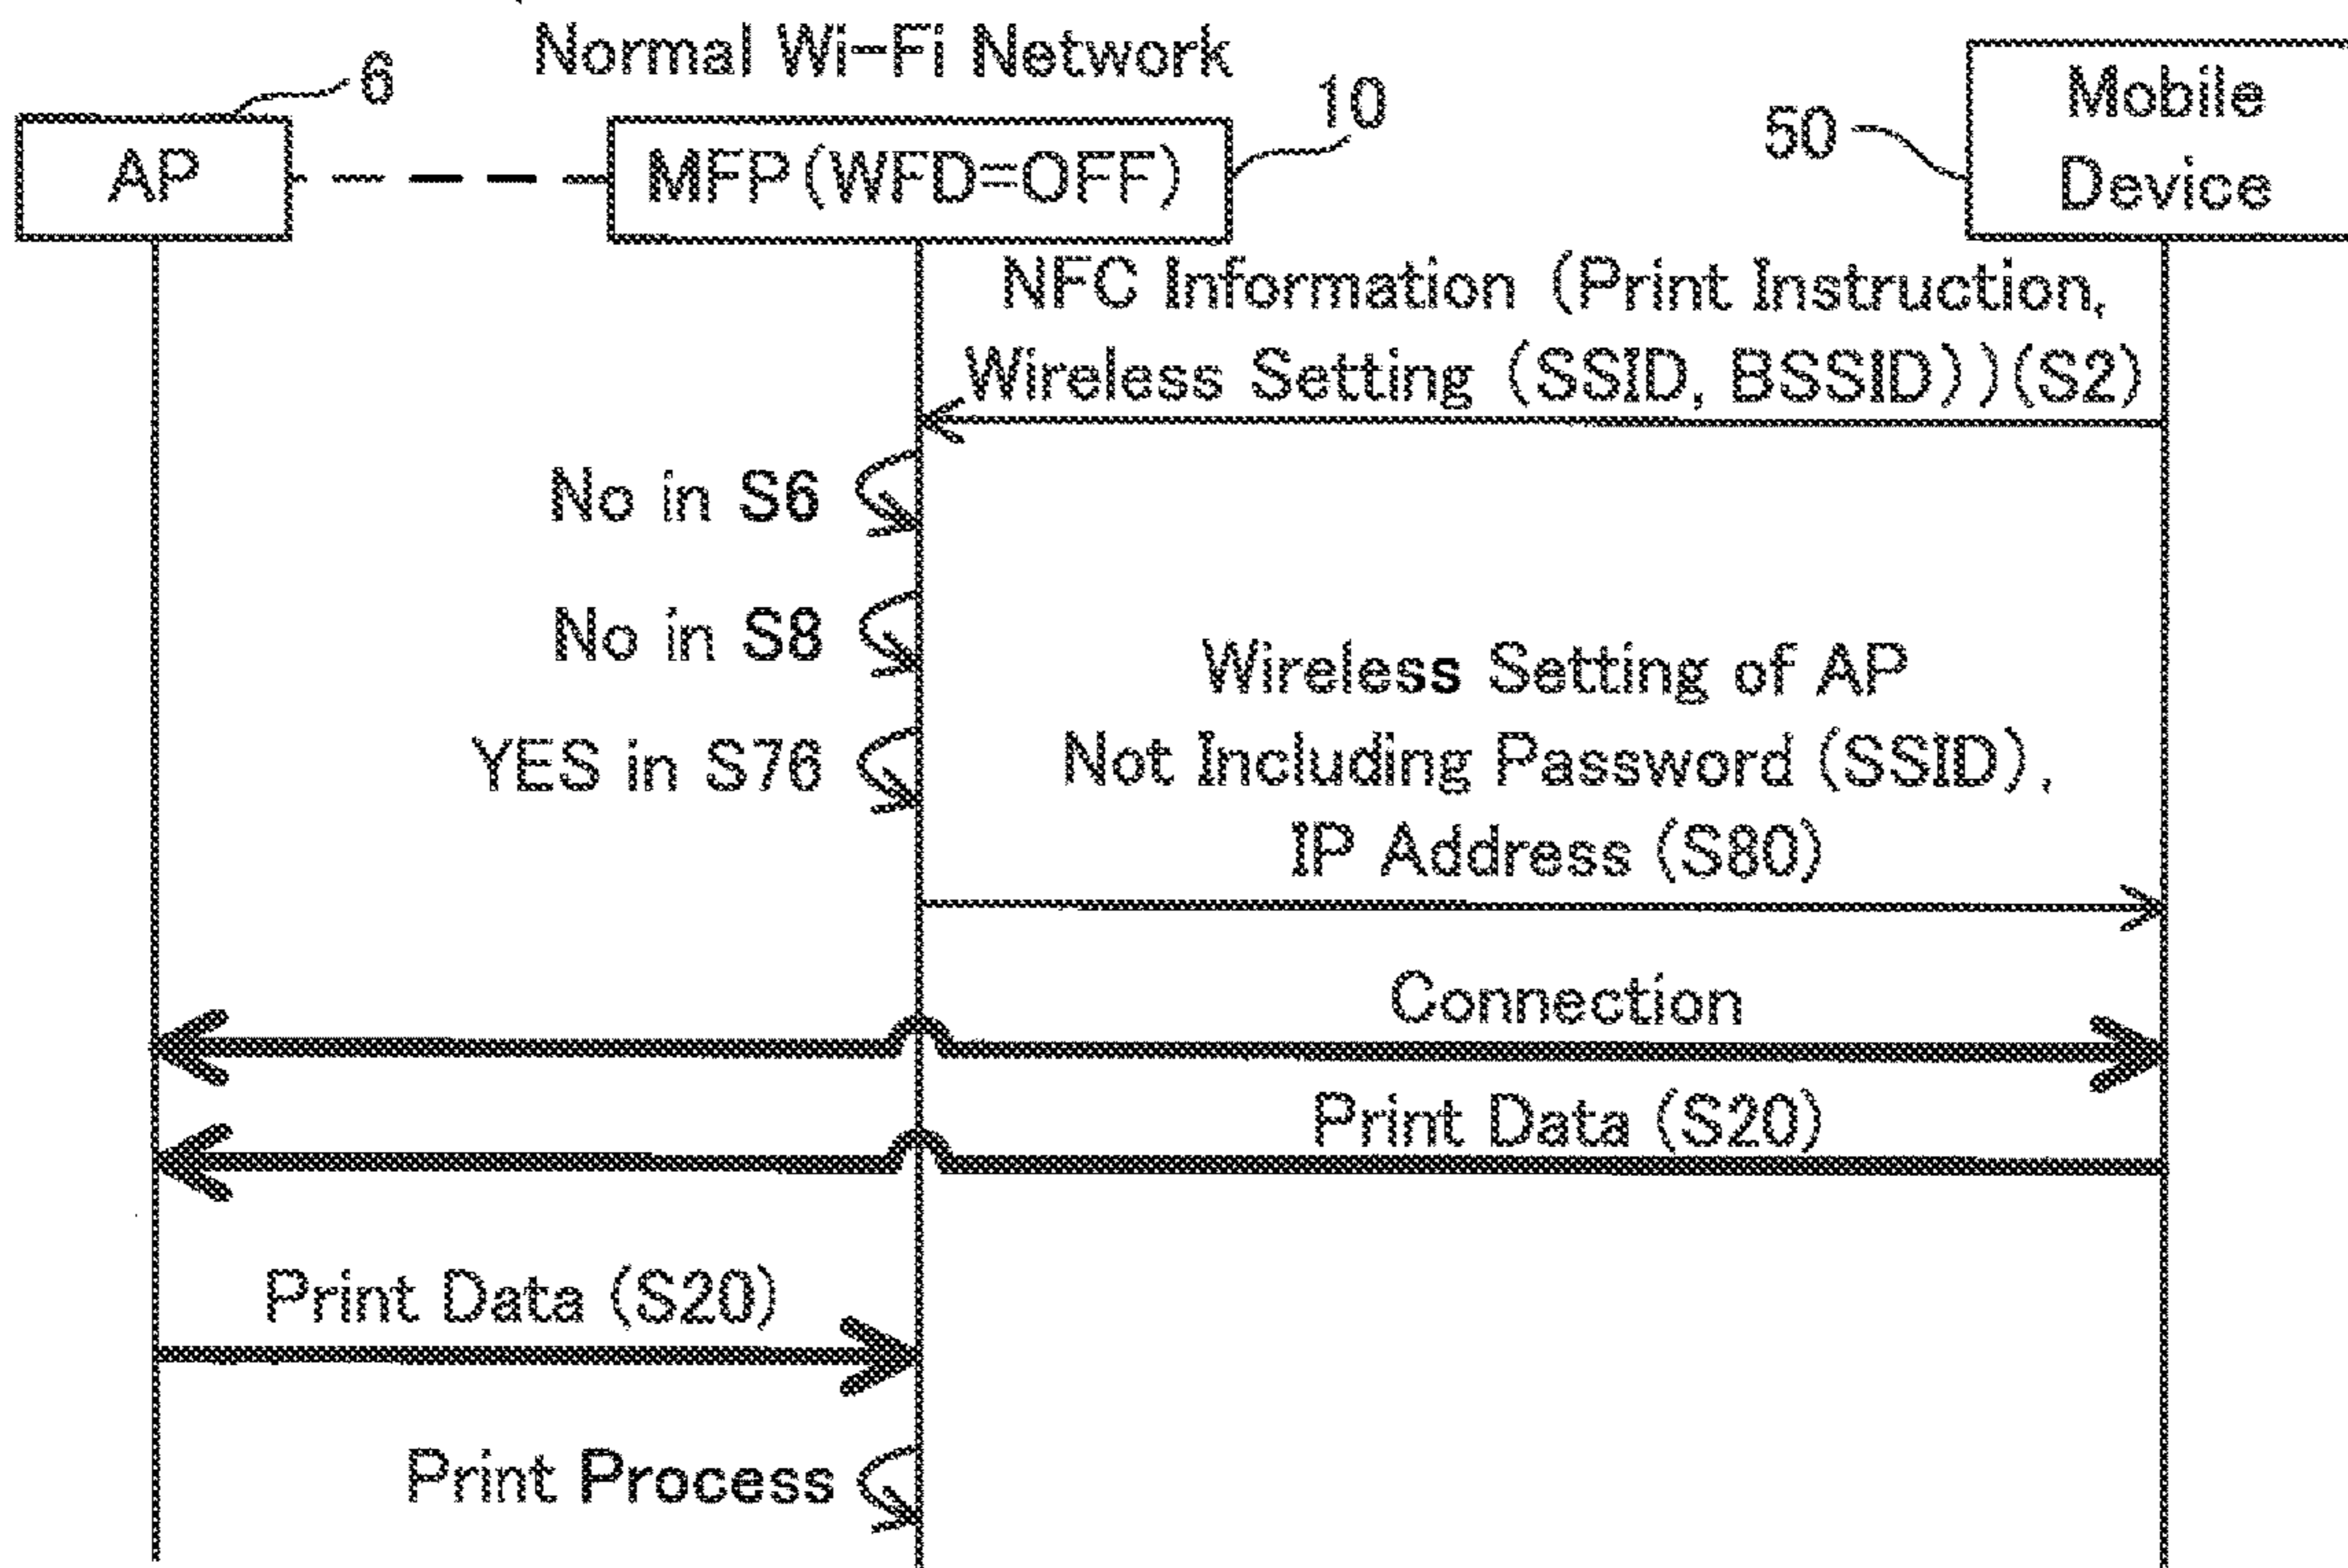 Normal Wi-Fi Network
6
10
50
AP
MFP(WFD=OFF)
Mobile
Device
NFC Information (Print Instruction,
Wireless Setting (SSID, BSSID))(S2)
No in S6
No in S8
YES in S76
Wireless Setting of AP
Not Including Password (SSID),
IP Address (S80)
Connection
Print Data (S20)
Print Data (S20)
Print Process